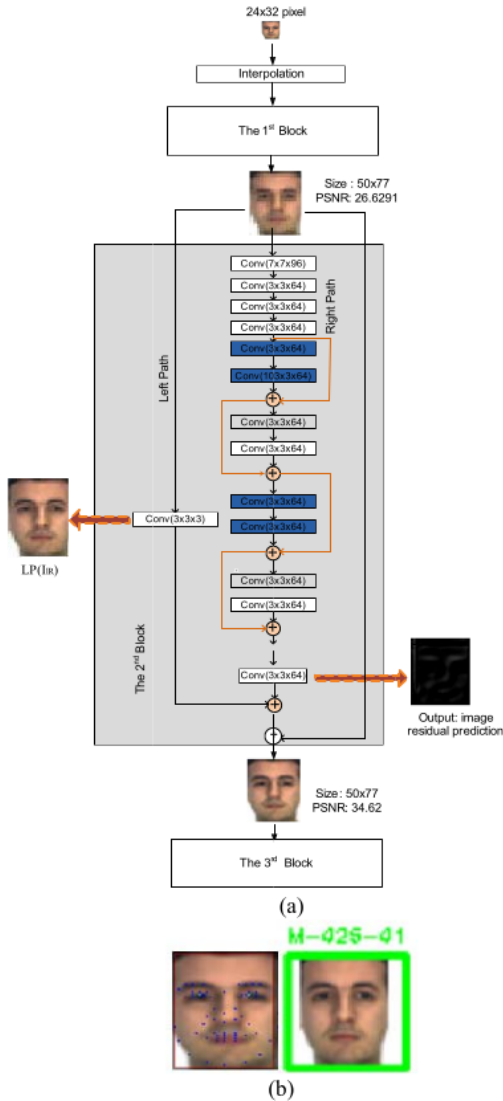 24x32 pixel
Interpolation
The 1st Block
Size : 50x77
PSNR: 26.6291
Conv(7x7x96)
Conv(3x3x64)
Conv(3x3x64)
Conv(3x3x64)
Conv(3x3x64)
Conv(103x3x64)
Right Path
Left Path
+
Conv(3x3x64)
Conv(3x3x64)
+
Conv(3x3x64)
Conv(3x3x64)
Conv(3x3x3)
LP(IIR)
+
Conv(3x3x64)
Conv(3x3x64)
+
The 2nd Block
Conv(3x3x64)
+
Output: image
residual prediction
Size : 50x77
PSNR: 34.62
The 3rd Block
(a)
M-426-41
(b)